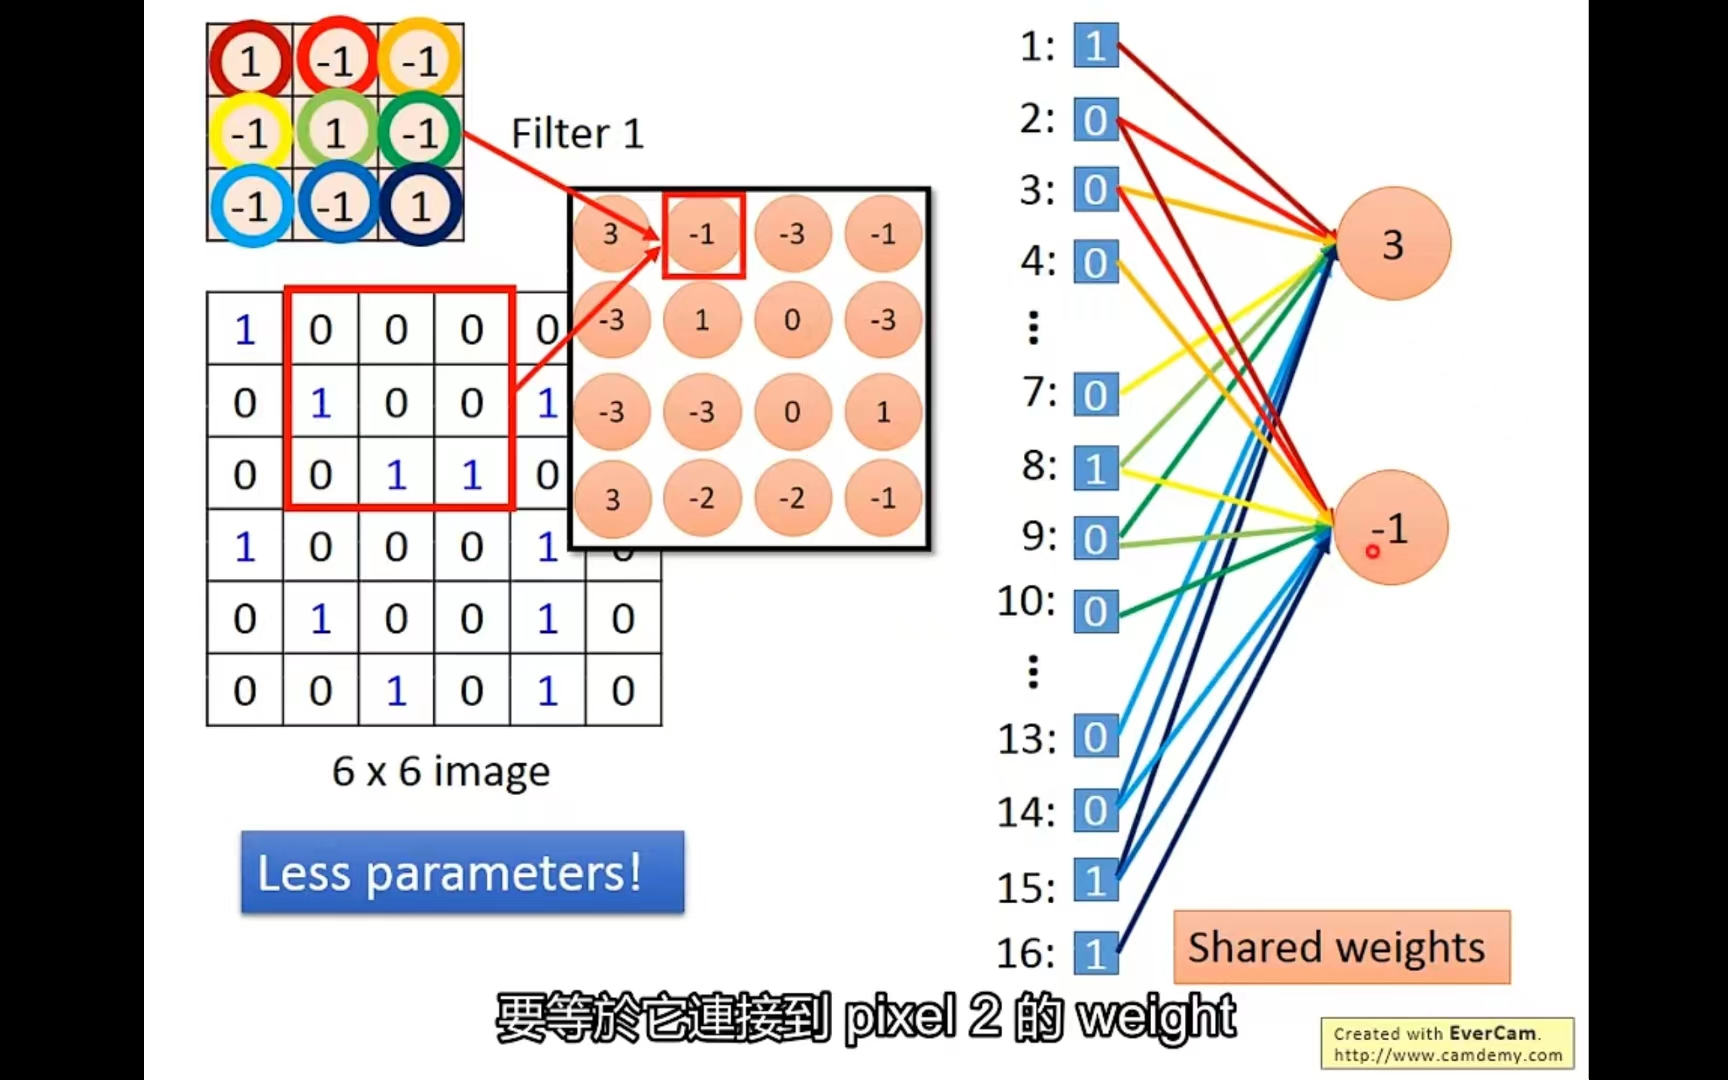 1 -1 -1
-1 1 -1
-1 -1 1
Filter 1
3 -1 -3 -1
-3 1 0 -3
-3 -3 0 1
3 -2 -2 -1
1 0 0 0 0
0 1 0 0 1
0 0 1 1 0
1 0 0 0 1 0
0 1 0 0 1 0
0 0 1 0 1 0
6 x 6 image
Less parameters!
1: 1
2: 0
3: 0
4: 0
⋮
7: 0
8: 1
9: 0
10: 0
⋮
13: 0
14: 0
15: 1
16: 1
3
-1
Shared weights
要等於它連接到 pixel 2 的 weight
Created with EverCam.
http://www.camdemy.com